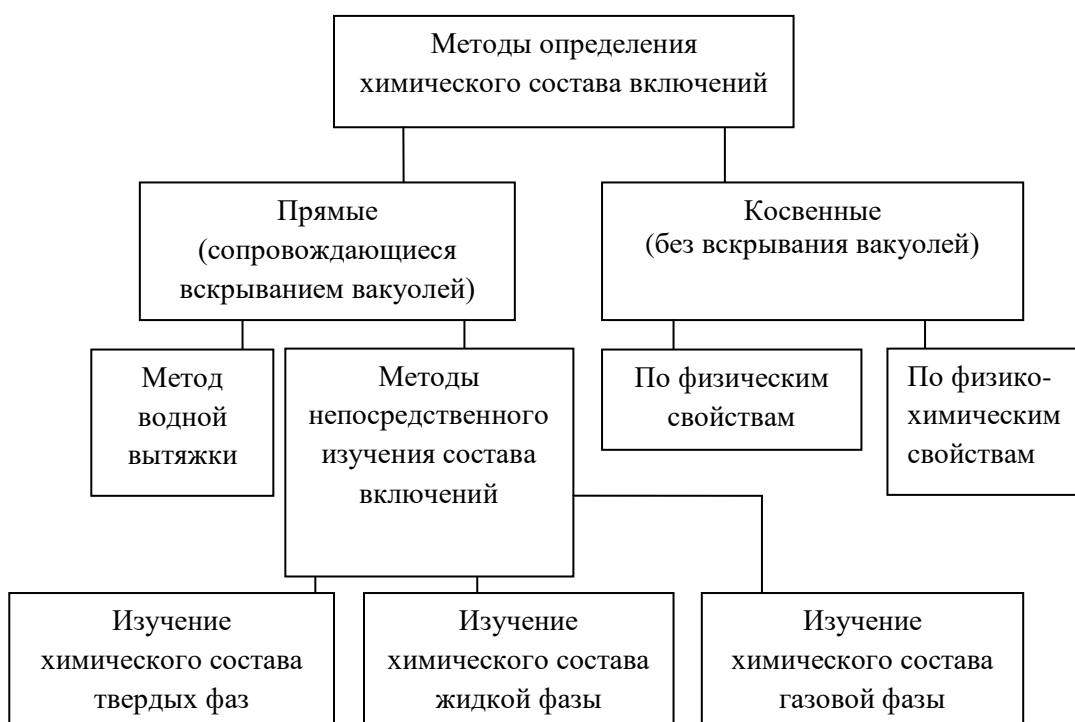 Методы определения
химического состава включений
Прямые
(сопровождающиеся
вскрыванием вакуолей)
Косвенные
(без вскрывания вакуолей)
Метод
водной
вытяжки
Методы
непосредственного
изучения состава
включений
По физическим
свойствам
По физико-
химическим
свойствам
Изучение
химического состава
твердых фаз
Изучение
химического состава
жидкой фазы
Изучение
химического состава
газовой фазы